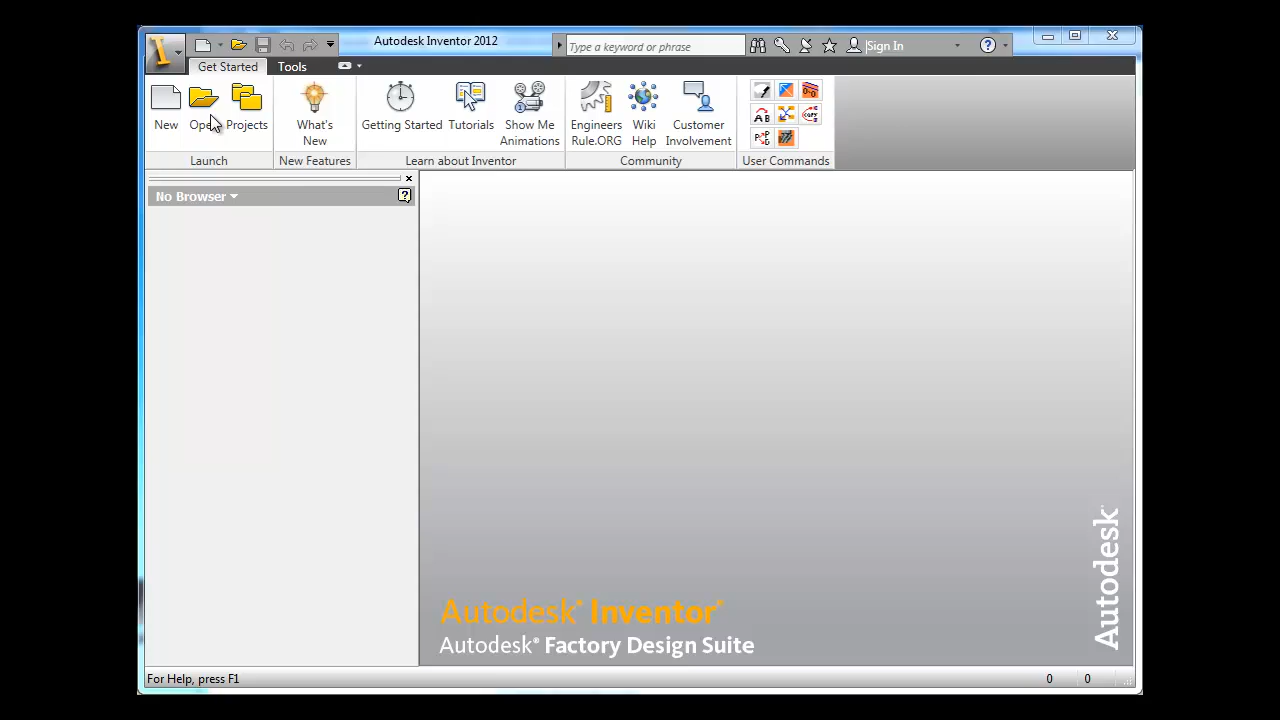 Autodesk Inventor 2012
Type a keyword or phrase
Sign In
Get Started Tools
New Open Projects
What's New
Getting Started Tutorials Show Me Animations
Engineers Rule.ORG Wiki Help Customer Involvement
Launch New Features Learn about Inventor Community User Commands
No Browser
Autodesk® Inventor®
Autodesk® Factory Design Suite
Autodesk®
For Help, press F1 0 0